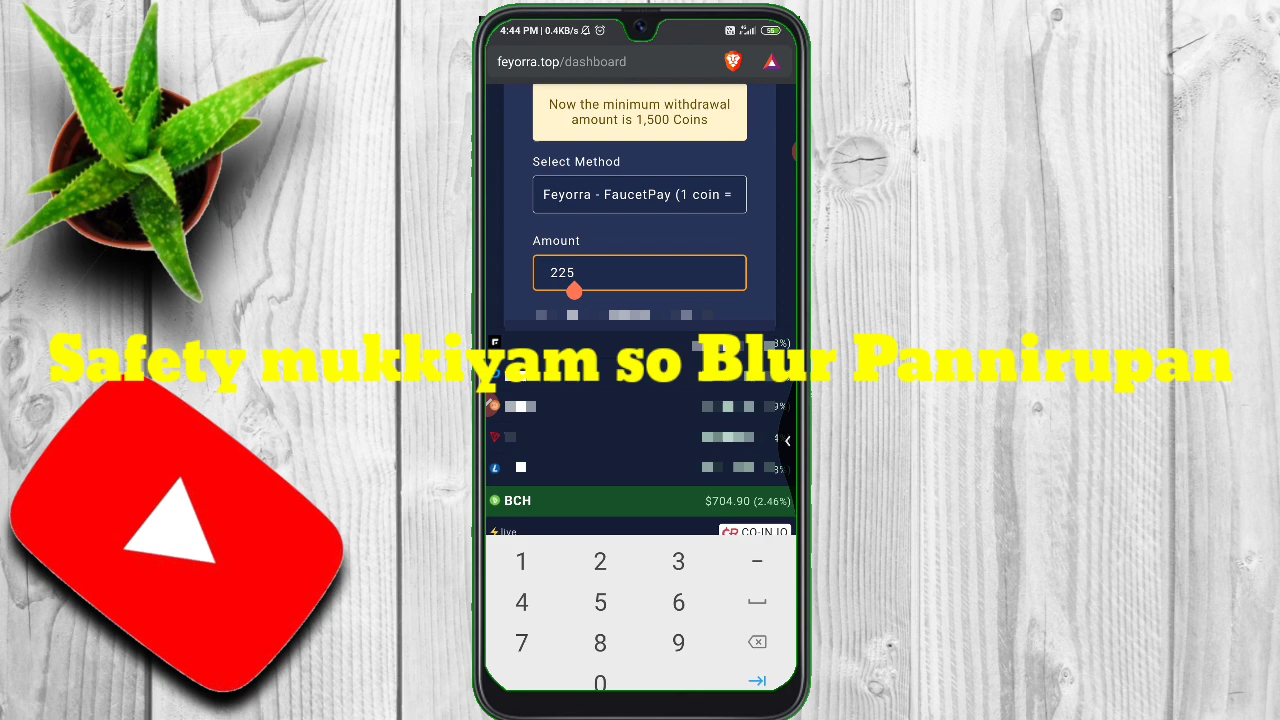 4:44 PM | 0.4KB/s
55
feyorra.top/dashboard
Now the minimum withdrawal
amount is 1,500 Coins
Select Method
Feyorra - FaucetPay (1 coin =
Amount
225
Safety mukkiyam so Blur Pannirupan
BCH $704.90 (2.46%)
live CO-IN.IO
1 2 3 -
4 5 6
7 8 9
0